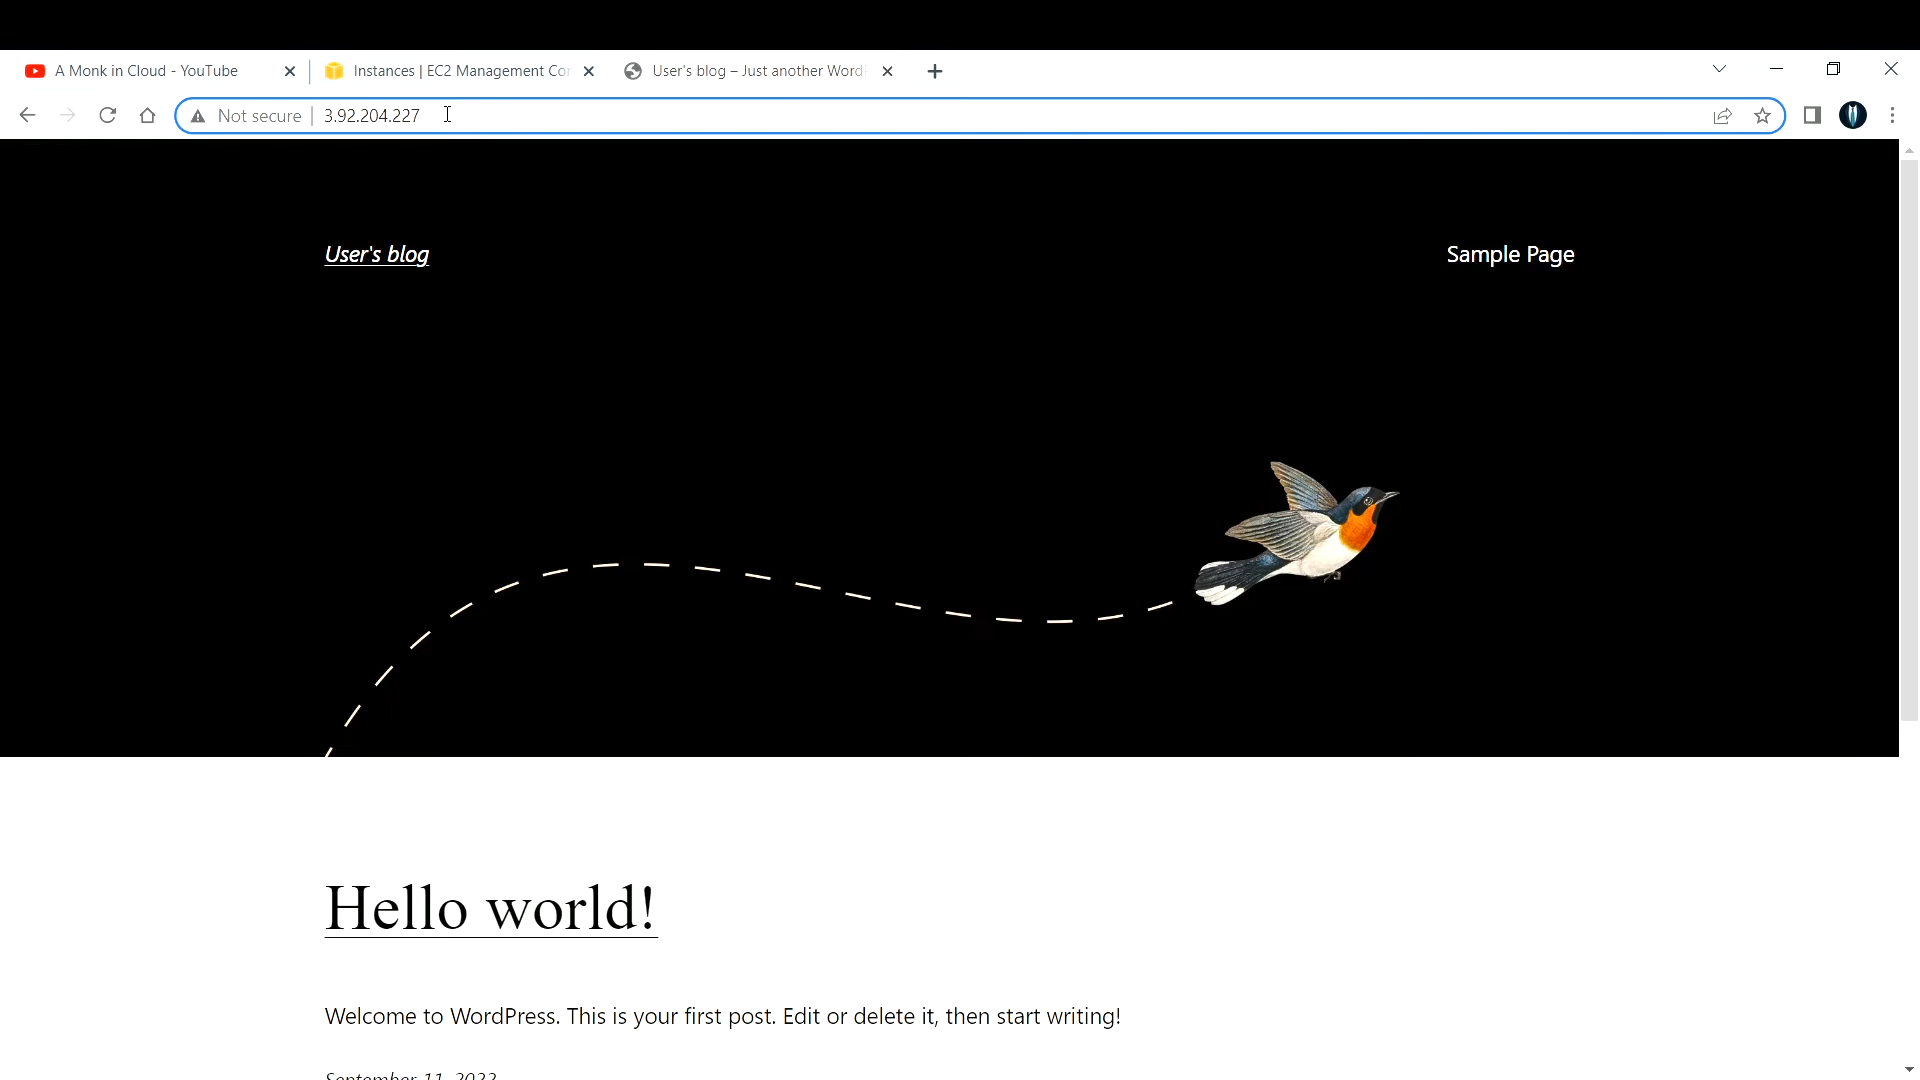 A Monk in Cloud - YouTube
Instances | EC2 Management Co
User's blog – Just another Word
Not secure
3.92.204.227
User's blog
Sample Page
Hello world!
Welcome to WordPress. This is your first post. Edit or delete it, then start writing!
September 11, 2022